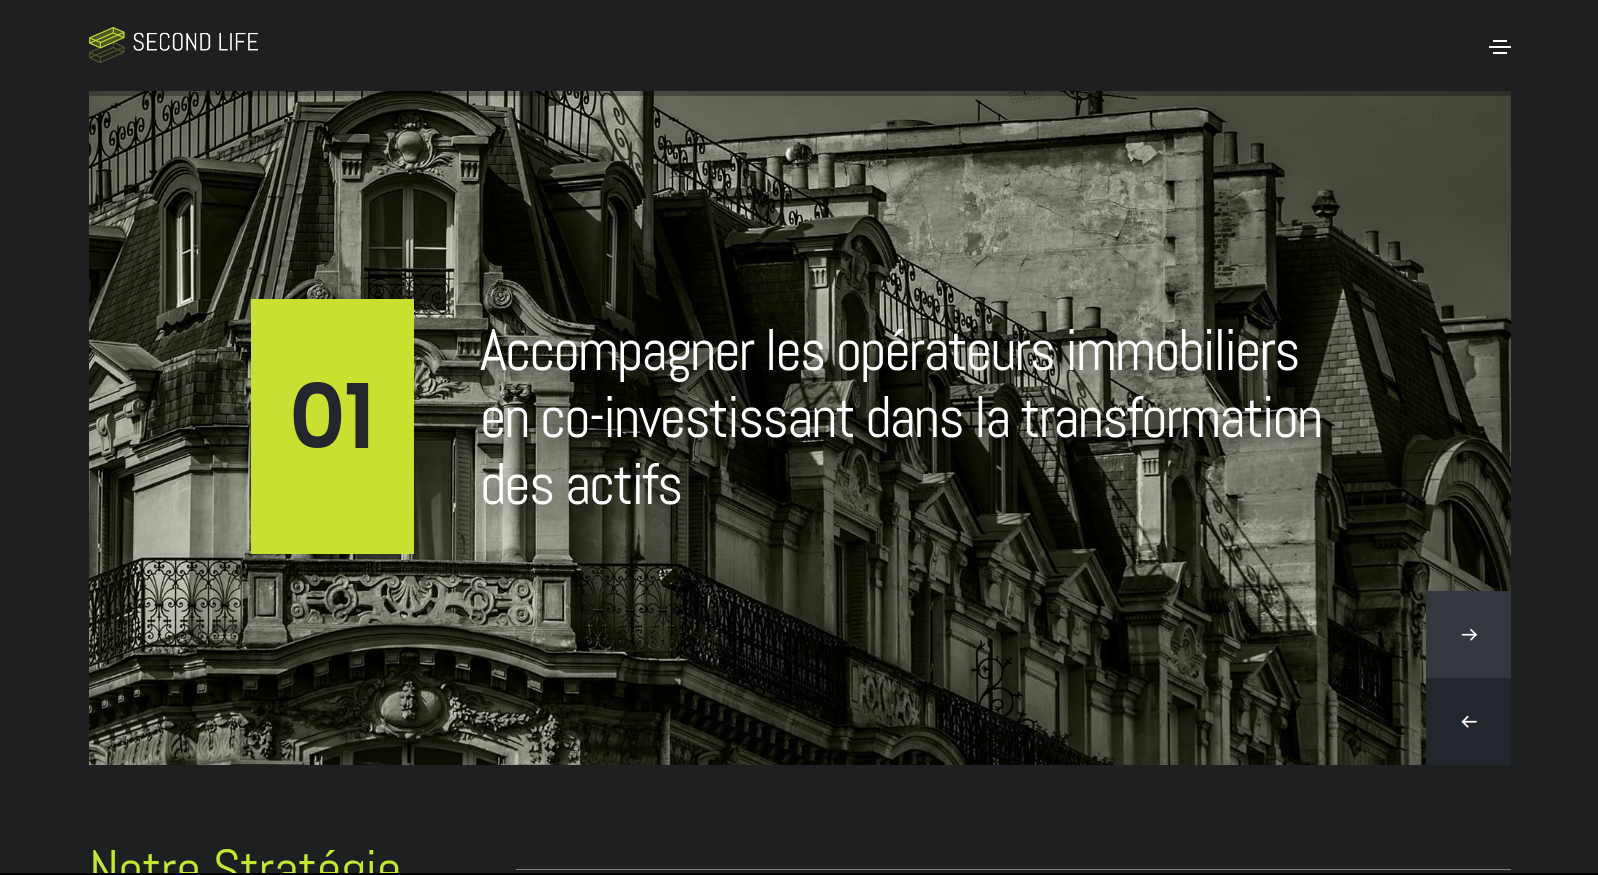 SECOND LIFE
01
Accompagner les opérateurs immobiliers
en co-investissant dans la transformation
des actifs
Notre Stratégie